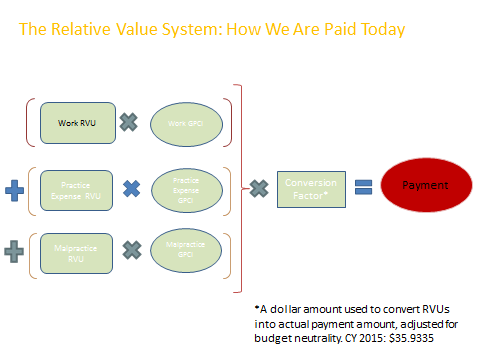 The Relative Value System: How We Are Paid Today
Work RVU
Work GPCI
Practice
Expense RVU
Practice
Expense
GPCI
Malpractice
RVU
Malpractice
GPCI
Conversion
Factor*
Payment
*A dollar amount used to convert RVUs
into actual payment amount, adjusted for
budget neutrality. CY 2015: $35.9335